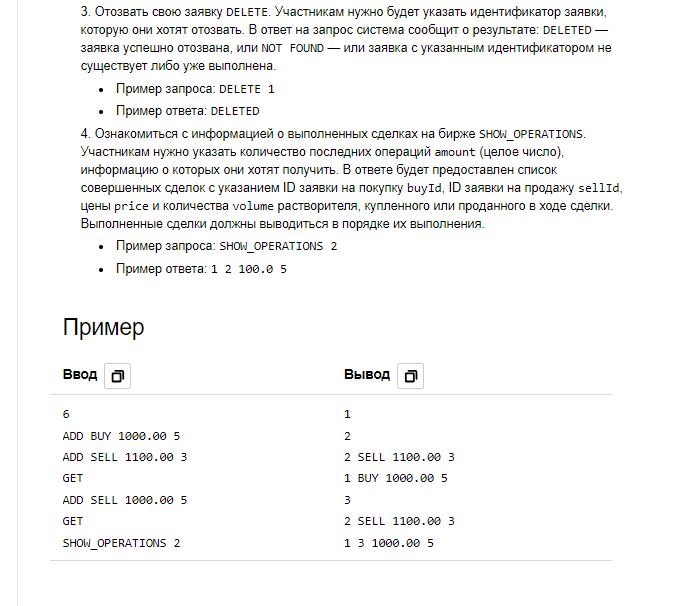 3. Отозвать свою заявку DELETE. Участникам нужно будет указать идентификатор заявки,
которую они хотят отозвать. В ответ на запрос система сообщит о результате: DELETED —
заявка успешно отозвана, или NOT FOUND — или заявка с указанным идентификатором не
существует либо уже выполнена.
• Пример запроса: DELETE 1
• Пример ответа: DELETED
4. Ознакомиться с информацией о выполненных сделках на бирже SHOW_OPERATIONS.
Участникам нужно указать количество последних операций amount (целое число),
информацию о которых они хотят получить. В ответе будет предоставлен список
совершенных сделок с указанием ID заявки на покупку buyId, ID заявки на продажу sellId,
цены price и количества volume растворителя, купленного или проданного в ходе сделки.
Выполненные сделки должны выводиться в порядке их выполнения.
• Пример запроса: SHOW_OPERATIONS 2
• Пример ответа: 1 2 100.0 5
Пример
Ввод Вывод
6 1
ADD BUY 1000.00 5 2
ADD SELL 1100.00 3 2 SELL 1100.00 3
GET 1 BUY 1000.00 5
ADD SELL 1000.00 5 3
GET 2 SELL 1100.00 3
SHOW_OPERATIONS 2 1 3 1000.00 5